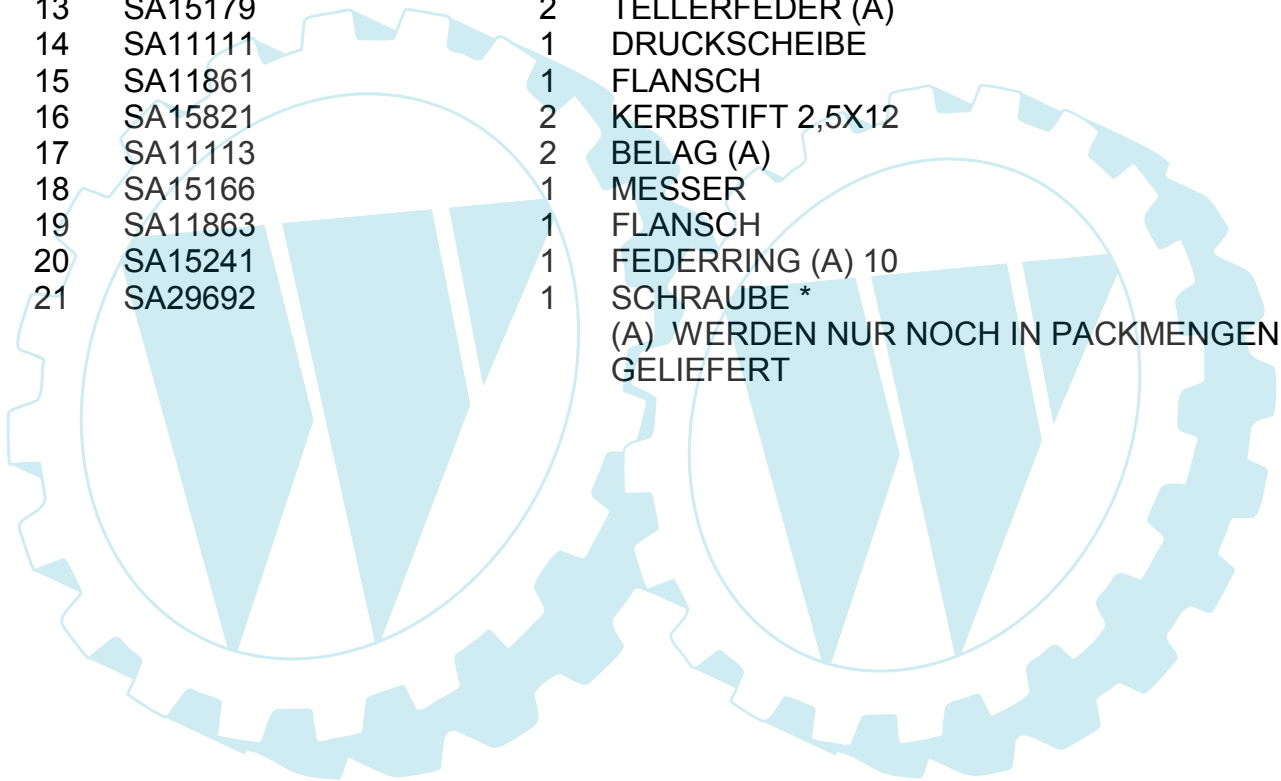 13 SA15179 2 TELLERFEDER (A)
14 SA11111 1 DRUCKSCHEIBE
15 SA11861 1 FLANSCH
16 SA15821 2 KERBSTIFT 2,5X12
17 SA11113 2 BELAG (A)
18 SA15166 1 MESSER
19 SA11863 1 FLANSCH
20 SA15241 1 FEDERRING (A) 10
21 SA29692 1 SCHRAUBE *
(A) WERDEN NUR NOCH IN PACKMENGEN
GELIEFERT